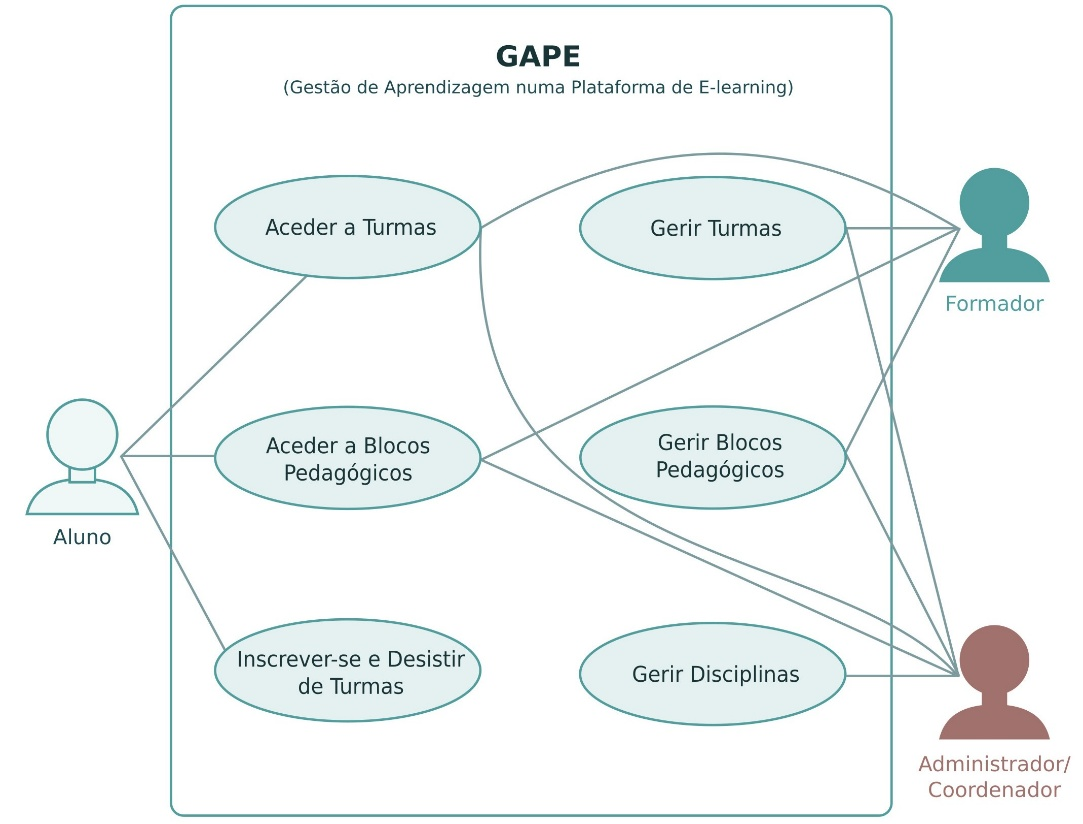 GAPE
(Gestão de Aprendizagem numa Plataforma de E-learning)
Aceder a Turmas
Gerir Turmas
Formador
Aceder a Blocos
Pedagógicos
Gerir Blocos
Pedagógicos
Aluno
Inscrever-se e Desistir
de Turmas
Gerir Disciplinas
Administrador/
Coordenador